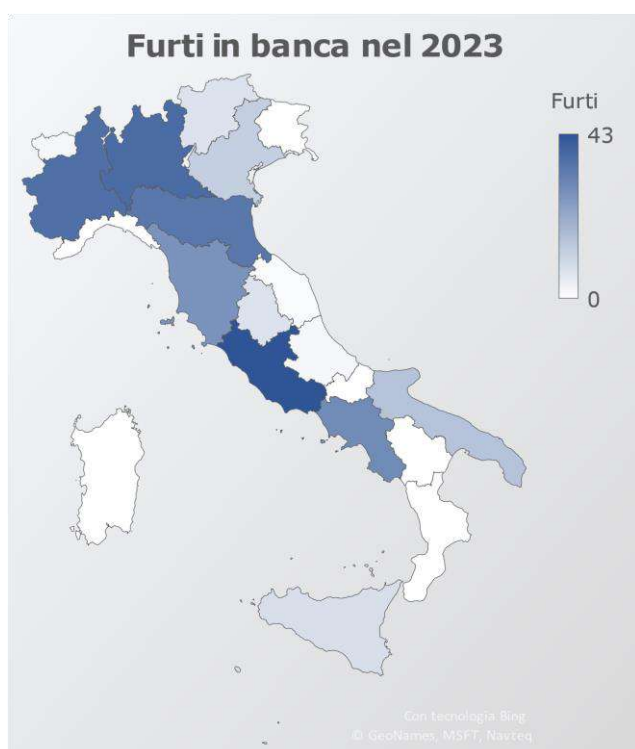 Furti in banca nel 2023
Furti
43
0
Con tecnologia Bing
© GeoNames, MSFT, Navteq